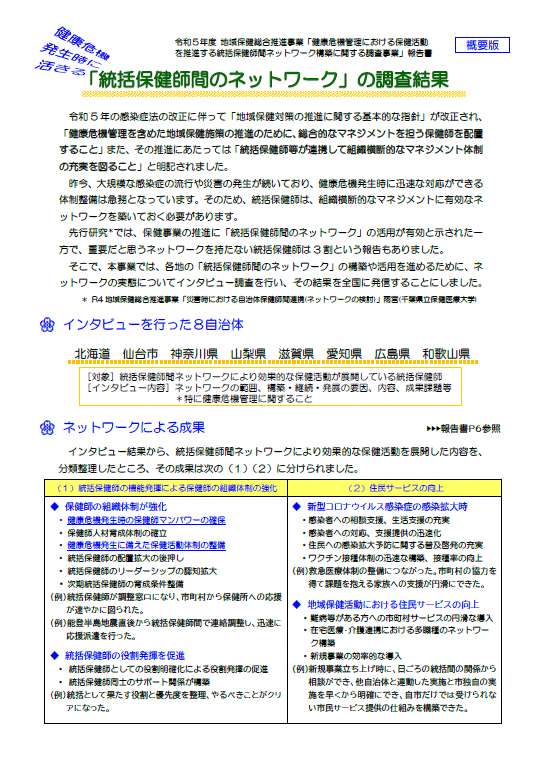 健康危機
発生時に
活きる
令和5年度 地域保健総合推進事業「健康危機管理における保健活動
を推進する統括保健師間ネットワーク構築に関する調査事業」報告書
概要版
「統括保健師間のネットワーク」の調査結果
令和5年の感染症法の改正に伴って「地域保健対策の推進に関する基本的な指針」が改正され、
「健康危機管理を含めた地域保健施策の推進のために、総合的なマネジメントを担う保健師を配置
すること」また、その推進にあたっては「統括保健師等が連携して組織横断的なマネジメント体制
の充実を図ること」と明記されました。
昨今、大規模な感染症の流行や災害の発生が続いており、健康危機発生時に迅速な対応ができる
体制整備は急務となっています。そのため、統括保健師は、組織横断的なマネジメントに有効なネ
ットワークを築いておく必要があります。
先行研究*では、保健事業の推進に「統括保健師間のネットワーク」の活用が有効と示された一
方で、重要だと思うネットワークを持たない統括保健師は3割という報告もありました。
そこで、本事業では、各地の「統括保健師間のネットワーク」の構築や活用を進めるために、ネ
ットワークの実態についてインタビュー調査を行い、その結果を全国に発信することにしました。
* R4 地域保健総合推進事業「災害時における自治体保健師間連携(ネットワークの検討)」雨宮(千葉県立保健医療大学)
インタビューを行った8自治体
北海道 仙台市 神奈川県 山梨県 滋賀県 愛知県 広島県 和歌山県
[対象] 統括保健師間ネットワークにより効果的な保健活動が展開している統括保健師
[インタビュー内容] ネットワークの範囲、構築・継続・発展の要因、内容、成果課題等
*特に健康危機管理に関すること
ネットワークによる成果
▶▶▶報告書P6参照
インタビュー結果から、統括保健師間ネットワークにより効果的な保健活動を展開した内容を、
分類整理したところ、その成果は次の(1)(2)に分けられました。
(1)統括保健師の機能発揮による保健師の組織体制の強化
◆ 保健師の組織体制が強化
・ 健康危機発生時の保健師マンパワーの確保
・ 保健師人材育成体制の確立
・ 健康危機発生に備えた保健活動体制の整備
・ 統括保健師の配置拡大の後押し
・ 統括保健師のリーダーシップの認知拡大
・ 次期統括保健師の育成条件整備
(例)統括保健師が調整窓口になり、市町村から保健所への応援
が速やかに図られた。
(例)能登半島地震直後から統括保健師間で連絡調整し、迅速に
応援派遣を行った。
◆ 統括保健師の役割発揮を促進
・ 統括保健師としての役割明確化による役割発揮の促進
・ 統括保健師同士のサポート関係が構築
(例)統括として果たす役割と優先度を整理、やるべきことがクリ
アになった。
(2)住民サービスの向上
◆ 新型コロナウイルス感染症の感染拡大時
・感染者への相談支援、生活支援の充実
・感染者への対応、支援提供の迅速化
・住民への感染拡大予防に関する普及啓発の充実
・ワクチン接種体制の迅速な構築、接種率の向上
(例)救急医療体制の整備につながった。市町村の協力を
得て課題を抱える家族への支援が円滑にできた。
◆ 地域保健活動における住民サービスの向上
・難病等がある方への市町村サービスの円滑な導入
・在宅医療・介護連携における多職種のネットワー
ク構築
・新規事業の効率的な導入
(例)新規事業立ち上げ時に、日ごろの統括間の関係から
相談ができ、他自治体と連動した実施と市独自の実
施を早くから明確にでき、自市だけでは受けられな
い市民サービス提供の仕組みを構築できた。